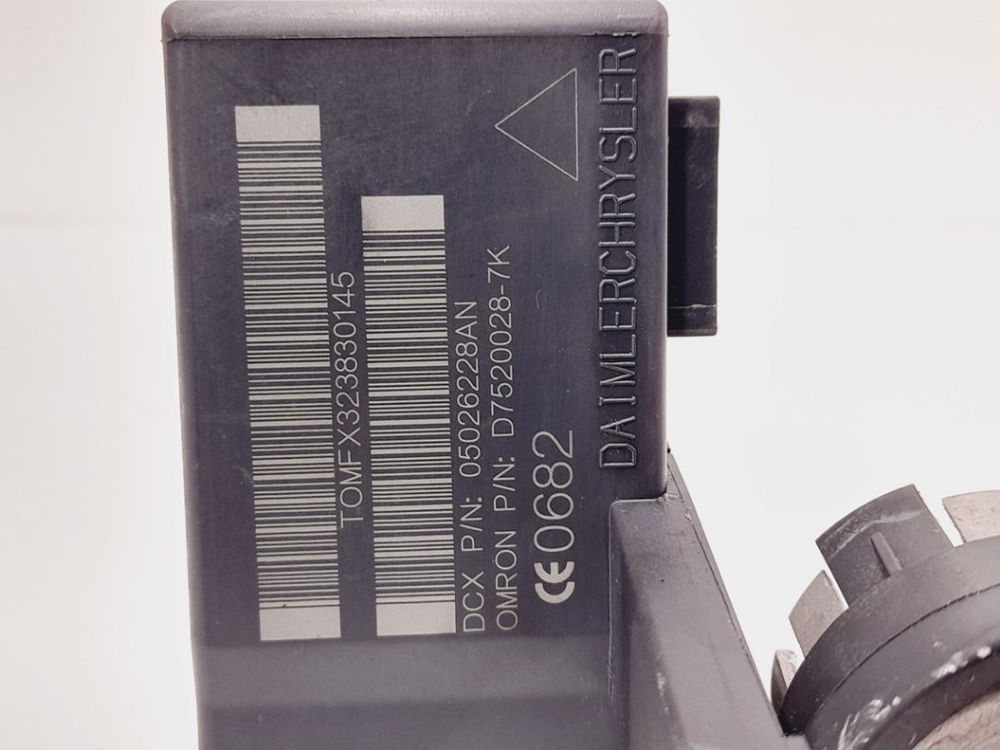 TOMFX323830145
DCX P/N: 05026228AN
OMRON P/N: D7520028-7K
CE0682
DAIMLERCHRYSLER